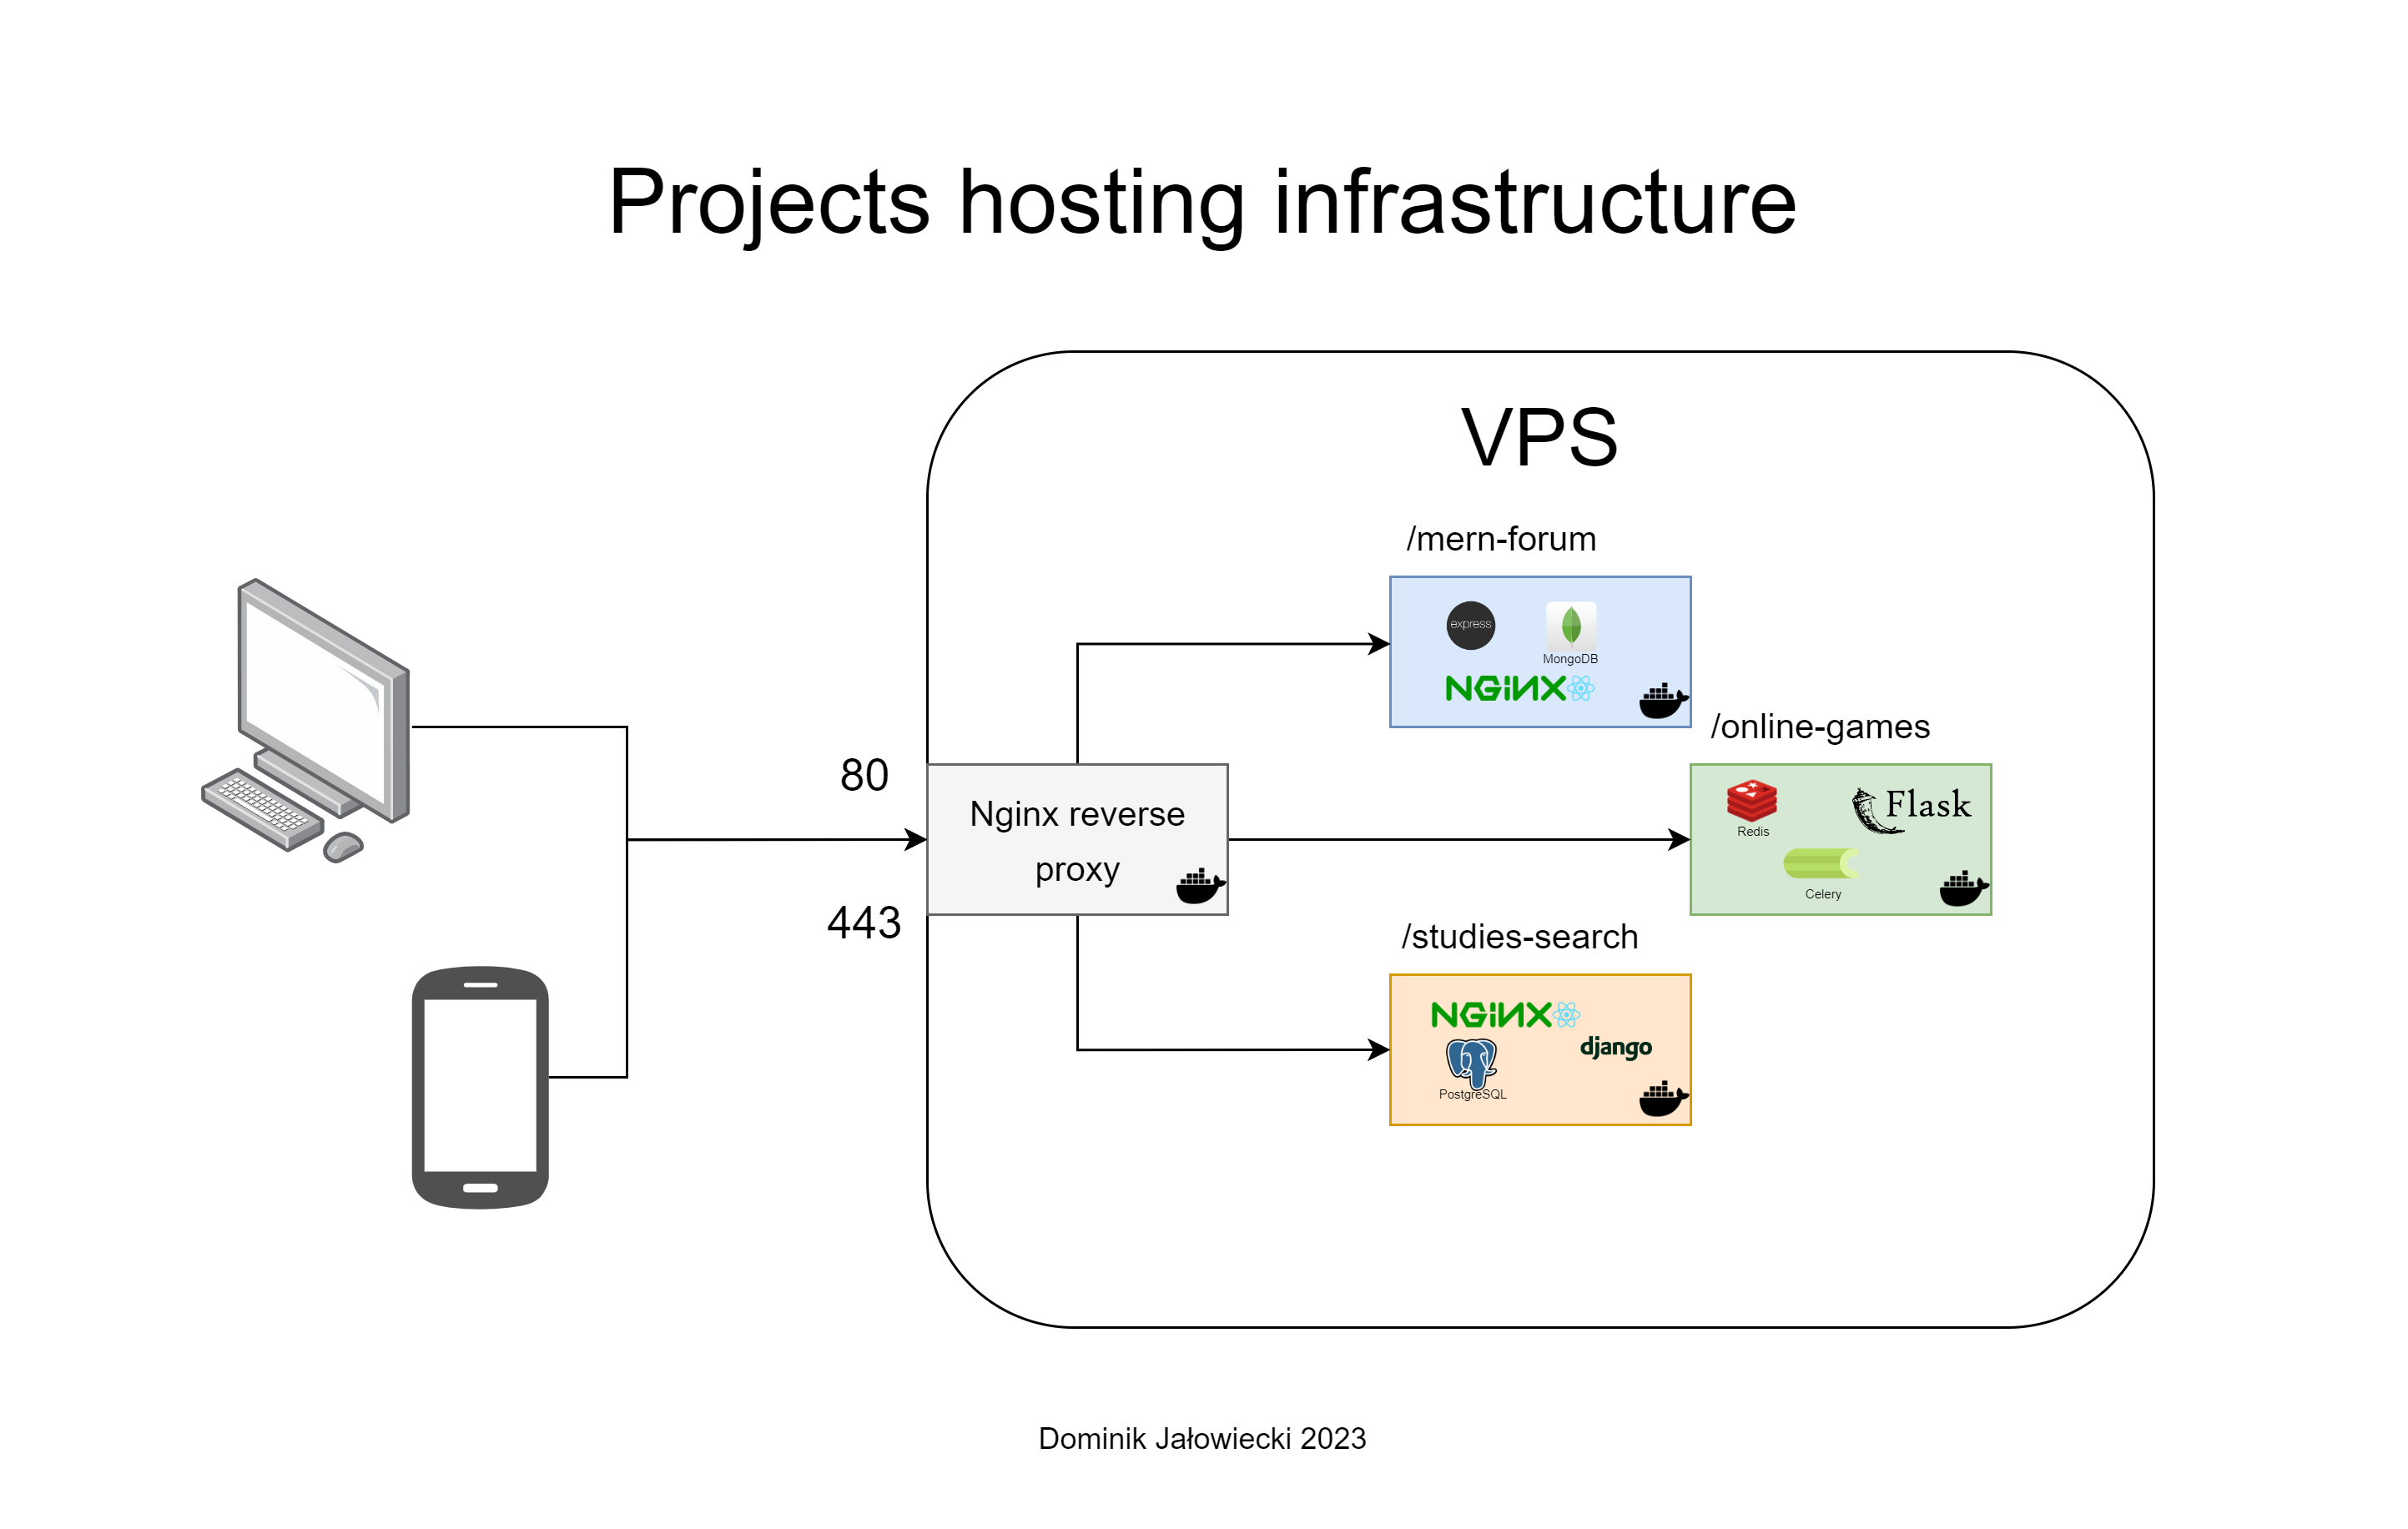 Projects hosting infrastructure
VPS
/mern-forum
express
MongoDB
NGiNX
/online-games
80
Nginx reverse
proxy
443
Redis
Flask
Celery
/studies-search
NGiNX
django
PostgreSQL
Dominik Jałowiecki 2023